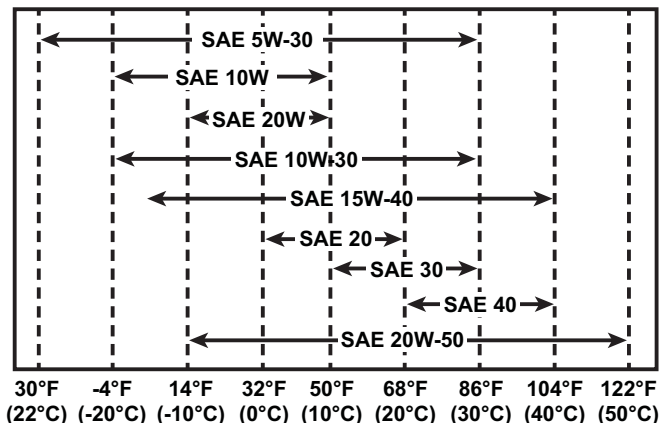 SAE 5W-30
SAE 10W
SAE 20W
SAE 10W-30
SAE 15W-40
SAE 20
SAE 30
SAE 40
SAE 20W-50
30°F -4°F 14°F 32°F 50°F 68°F 86°F 104°F 122°F
(22°C) (-20°C) (-10°C) (0°C) (10°C) (20°C) (30°C) (40°C) (50°C)